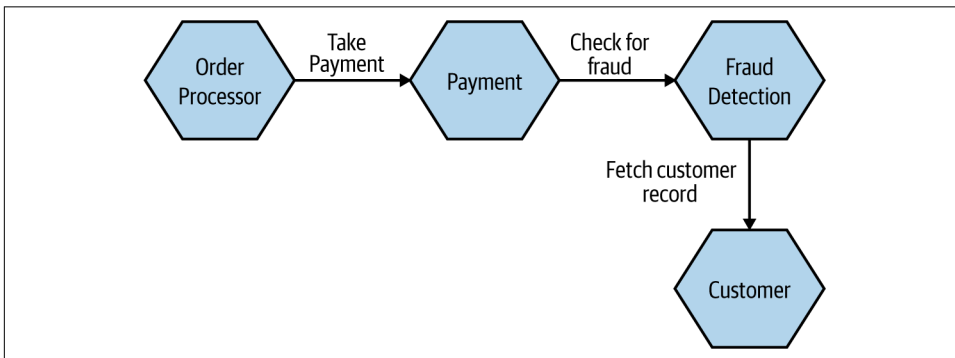 Order
Processor
Take
Payment
Payment
Check for
fraud
Fraud
Detection
Fetch customer
record
Customer